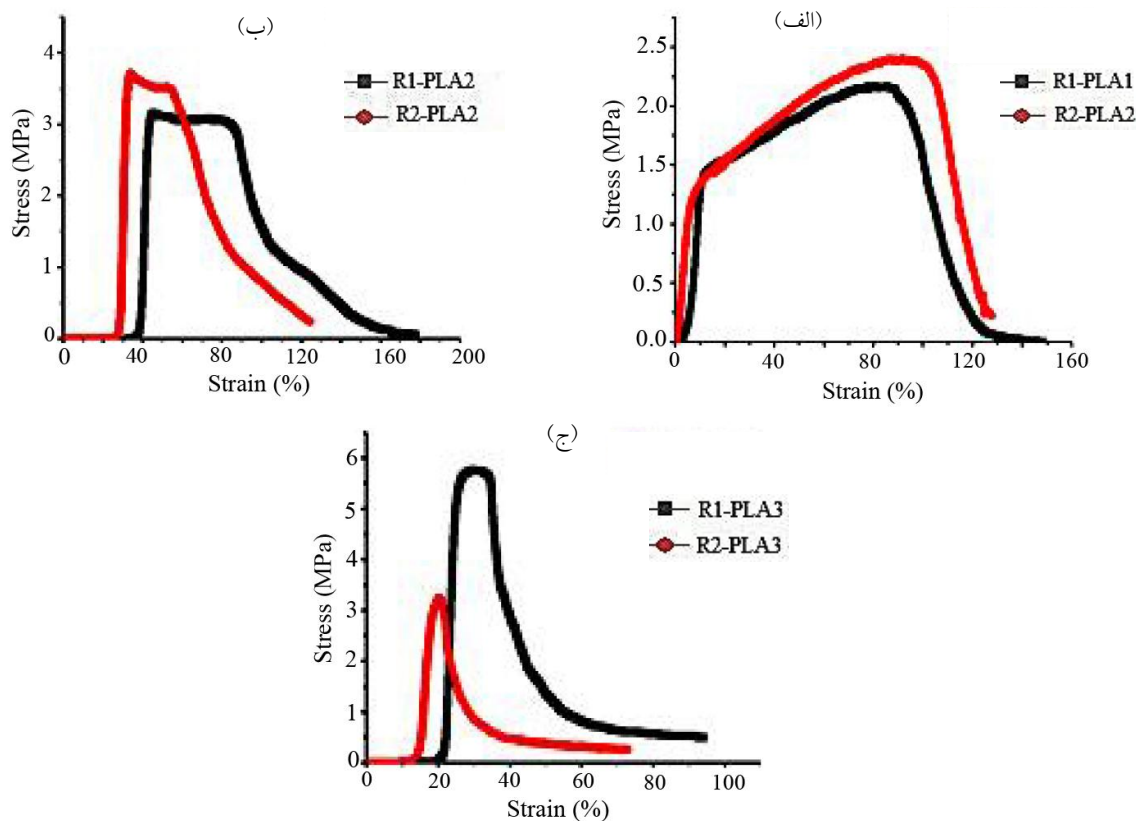 (ب)
Stress (MPa)
4
3
2
1
0
0 40 80 120 160 200
Strain (%)
R1-PLA2
R2-PLA2
(الف)
Stress (MPa)
2.5
2.0
1.5
1.0
0.5
0.0
0 40 80 120 160
Strain (%)
R1-PLA1
R2-PLA2
(ج)
Stress (MPa)
6
5
4
3
2
1
0
0 20 40 60 80 100
Strain (%)
R1-PLA3
R2-PLA3